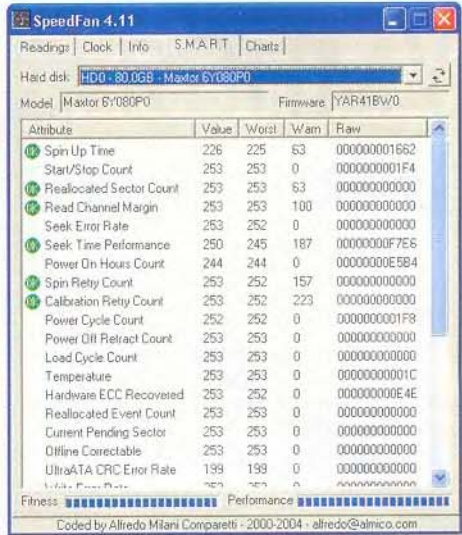 SpeedFan 4.11
Readings Clock Info S.M.A.R.T Charts
Hard disk: HD0 - 80,0GB - Maxtor 6Y080P0
Model Maxtor 6Y080P0 Firmware YAR41BW0
Attribute Value Worst Warn Raw
Spin Up Time 226 225 63 000000001662
Start/Stop Count 253 253 0 0000000001F4
Reallocated Sector Count 253 253 63 000000000000
Read Channel Margin 253 253 100 000000000000
Seek Error Rate 253 252 0 000000000000
Seek Time Performance 250 245 187 00000000F7E6
Power On Hours Count 244 244 0 00000000E5B4
Spin Retry Count 253 252 157 000000000000
Calibration Retry Count 253 252 223 000000000000
Power Cycle Count 252 252 0 0000000001F8
Power Off Retract Count 253 253 0 000000000000
Load Cycle Count 253 253 0 000000000000
Temperature 253 253 0 00000000001C
Hardware ECC Recovered 253 252 0 000000000E4E
Reallocated Event Count 253 253 0 000000000000
Current Pending Sector 253 253 0 000000000000
Offline Correctable 253 253 0 000000000000
UltraATA CRC Error Rate 199 199 0 000000000000
Fitness Performance
Coded by Alfredo Milani Comparetti - 2000-2004 - alfredo@almico.com